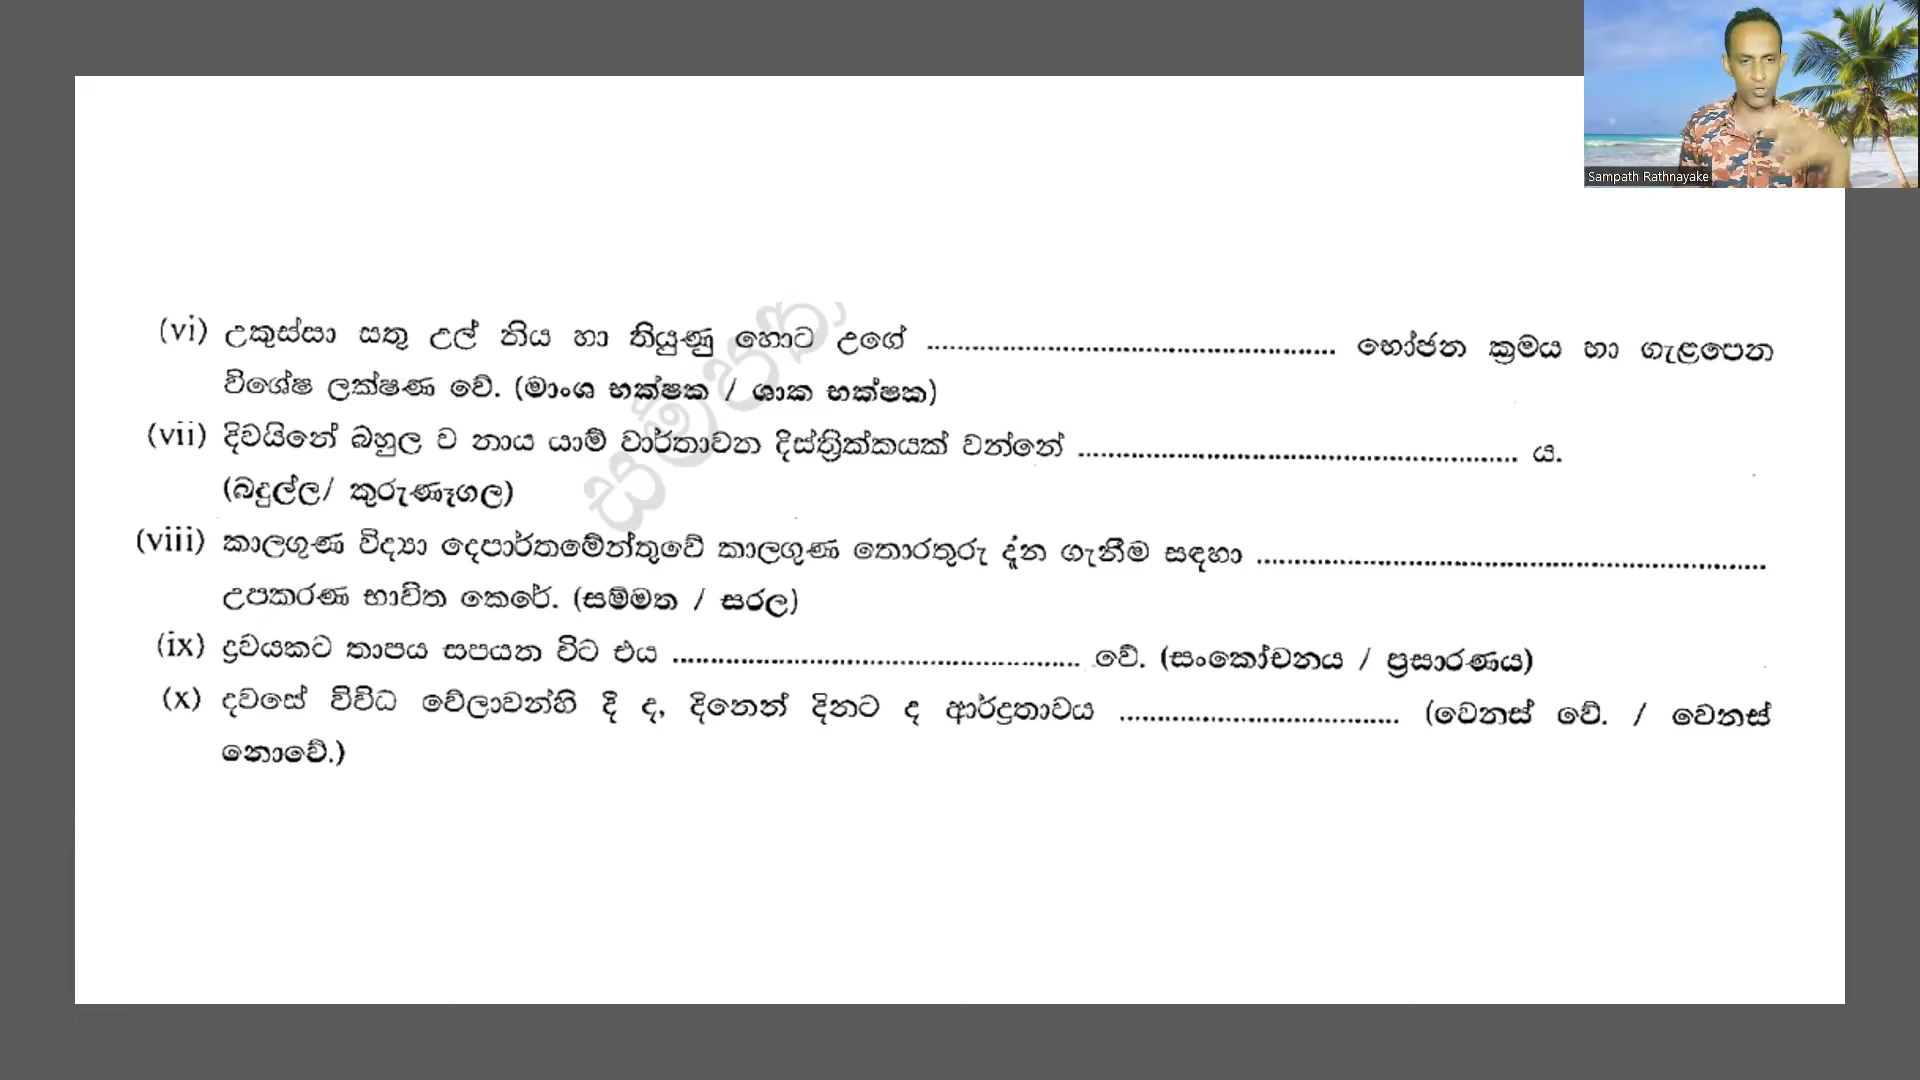 Sampath Rathnayake
(vi) උකුස්සා සතු උල් නිය හා තියුණු හොට උගේ ........................................................ භෝජන ක්‍රමය හා ගැළපෙන
විශේෂ ලක්ෂණ වේ. (මාංශ භක්ෂක / ශාක භක්ෂක)
(vii) දිවයිනේ බහුල ව නාය යාම් වාර්තාවන දිස්ත්‍රික්කයක් වන්නේ ............................................................ ය.
(බදුල්ල/ කුරුණෑගල)
(viii) කාලගුණ විද්‍යා දෙපාර්තමේන්තුවේ කාලගුණ තොරතුරු දැන ගැනීම සඳහා ......................................................................
උපකරණ භාවිත කෙරේ. (සම්මත / සරල)
(ix) ද්‍රවයකට තාපය සපයන විට එය ........................................................ වේ. (සංකෝචනය / ප්‍රසාරණය)
(x) දවසේ විවිධ වේලාවන්හි දී ද, දිනෙන් දිනට ද ආර්ද්‍රතාවය ...................................... (වෙනස් වේ. / වෙනස්
නොවේ.)